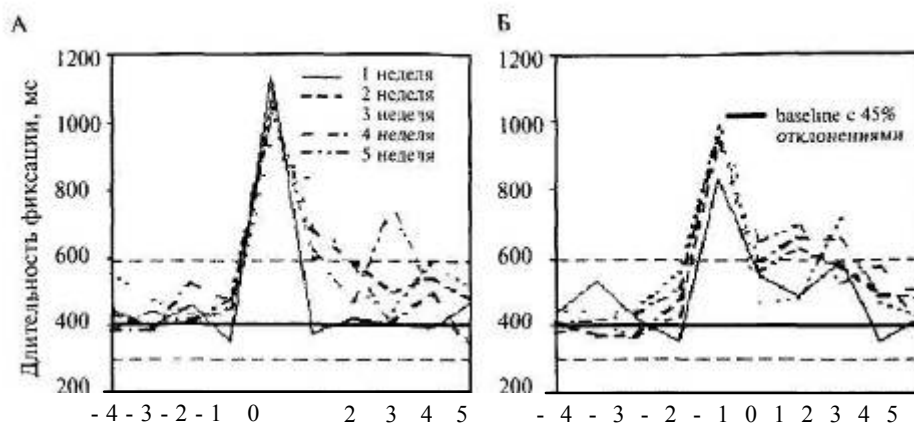 А
Б
Длительность фиксации, мс
1200
1000
800
600
400
200
1 неделя
2 неделя
3 неделя
4 неделя
5 неделя
- 4 - 3 - 2 - 1 0 2 3 4 5
1200
1000
800
600
400
200
baseline с 45%
отклонениями
- 4 - 3 - 2 - 1 0 1 2 3 4 5